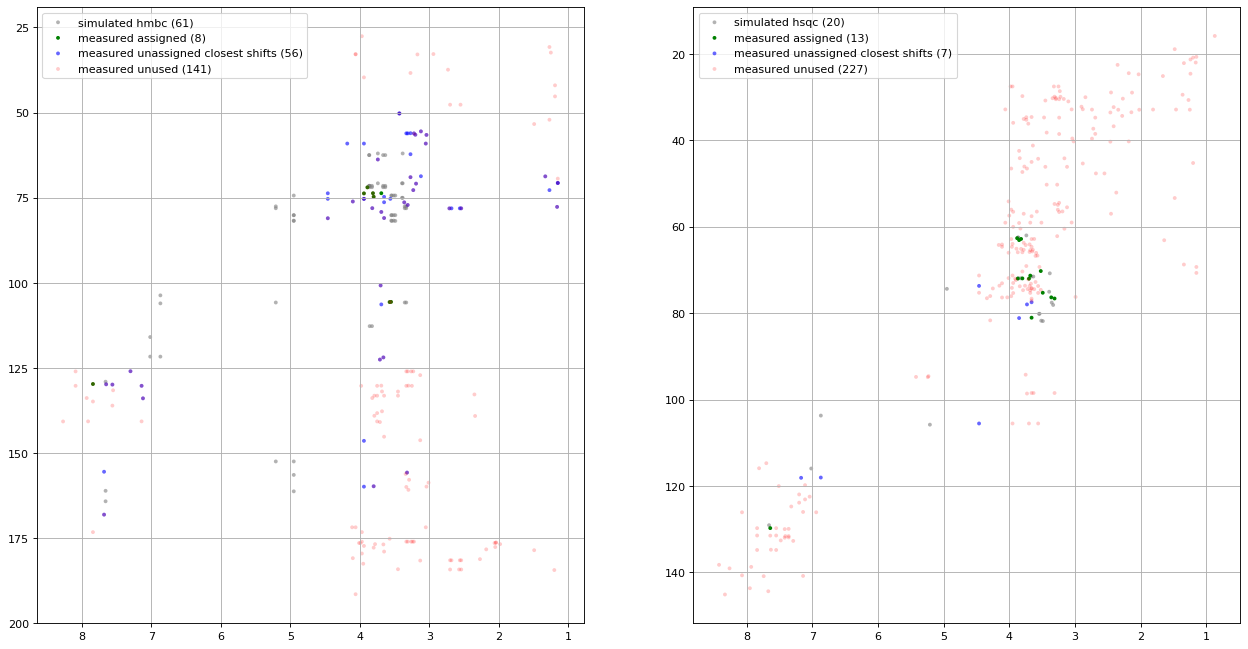 simulated hmbc (61)
measured assigned (8)
measured unassigned closest shifts (56)
measured unused (141)
25
50
75
100
125
150
175
200
8 7 6 5 4 3 2 1
simulated hsqc (20)
measured assigned (13)
measured unassigned closest shifts (7)
measured unused (227)
20
40
60
80
100
120
140
8 7 6 5 4 3 2 1